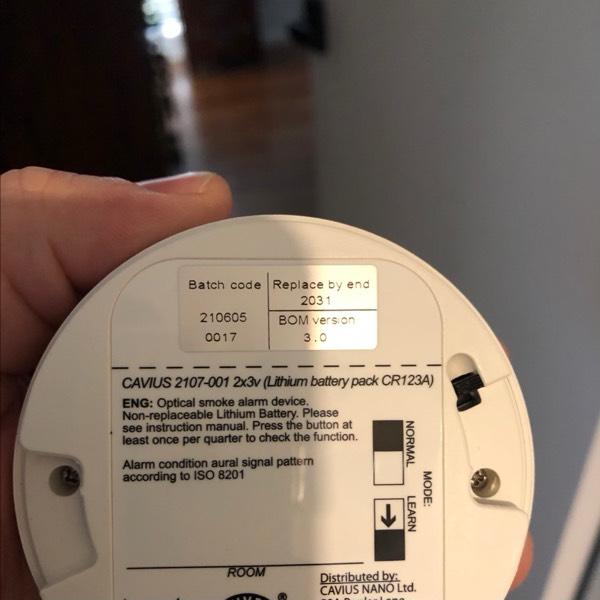 Batch code
210605
0017
Replace by end
2031
BOM version
3.0
CAVIUS 2107-001 2x3v (Lithium battery pack CR123A)
ENG: Optical smoke alarm device.
Non-replaceable Lithium Battery. Please
see instruction manual. Press the button at
least once per quarter to check the function.
Alarm condition aural signal pattern
according to ISO 8201
NORMAL
MODE:
LEARN
ROOM
®
Distributed by:
CAVIUS NANO Ltd.